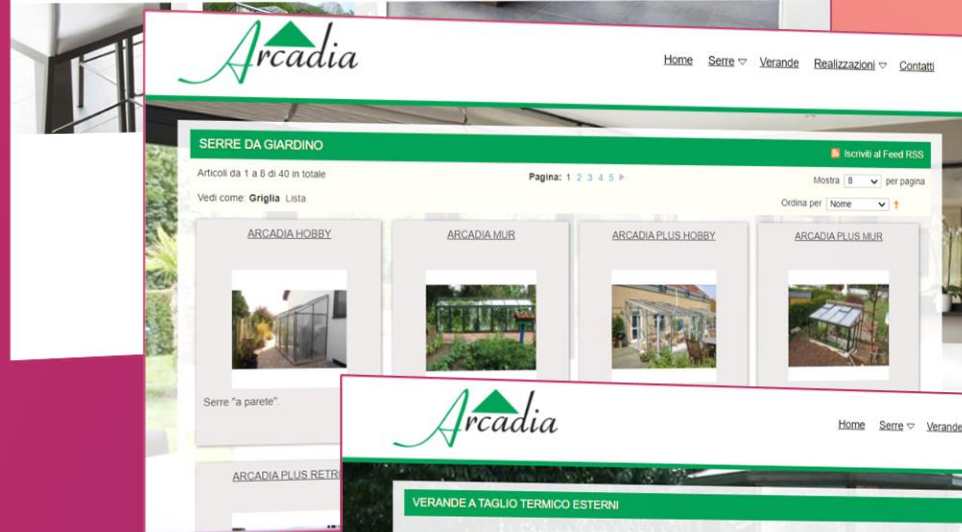 Arcadia
Home Serre Verande Realizzazioni Contatti
SERRE DA GIARDINO
Iscriviti al Feed RSS
Articoli da 1 a 8 di 40 in totale
Pagina: 1 2 3 4 5
Mostra 8 per pagina
Vedi come: Griglia Lista
Ordina per Nome
ARCADIA HOBBY
ARCADIA MUR
ARCADIA PLUS HOBBY
ARCADIA PLUS MUR
Serre "a parete".
ARCADIA PLUS RETR
Arcadia
Home Serre Verande
VERANDE A TAGLIO TERMICO ESTERNI